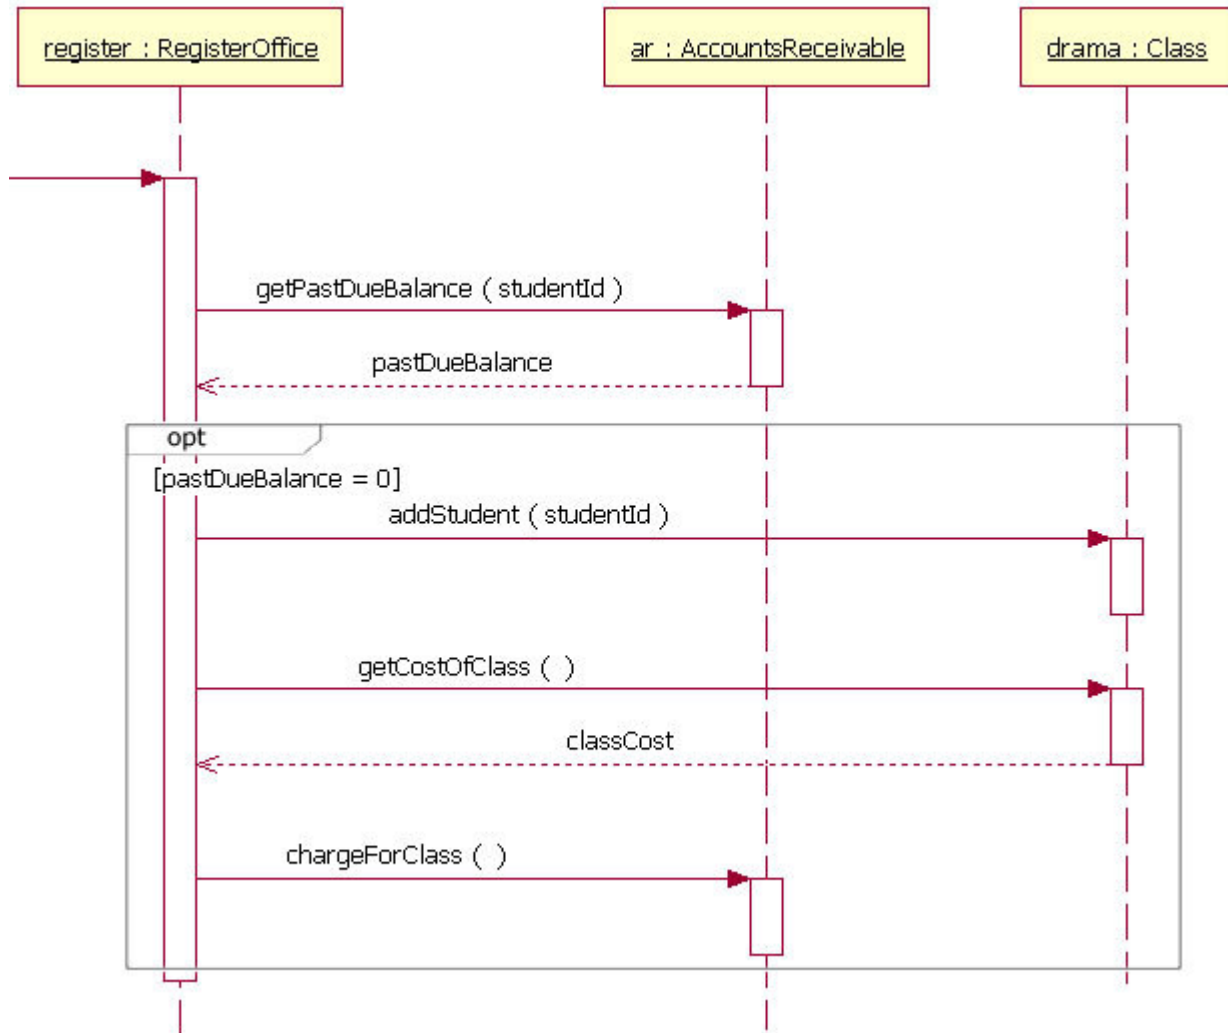 register : RegisterOffice
ar : AccountsReceivable
drama : Class
getPastDueBalance ( studentId )
pastDueBalance
opt
[pastDueBalance = 0]
addStudent ( studentId )
getCostOfClass (  )
classCost
chargeForClass (  )